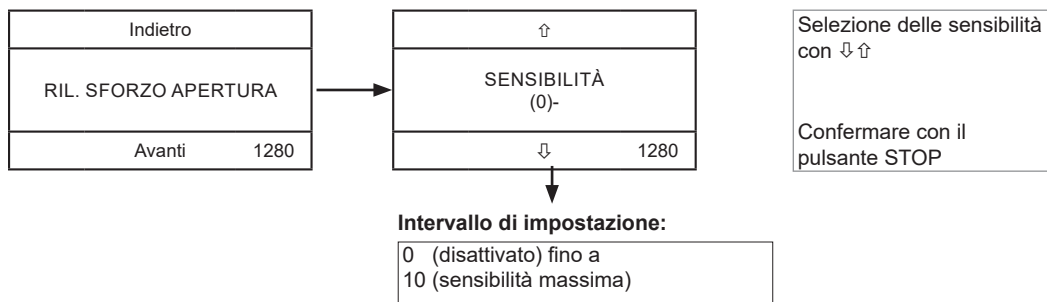 Indietro
RIL. SFORZO APERTURA
Avanti 1280
⇧
SENSIBILITÀ
(0)-
⇩ 1280
Selezione delle sensibilità
con ⇩⇧
Confermare con il
pulsante STOP
Intervallo di impostazione:
0 (disattivato) fino a
10 (sensibilità massima)